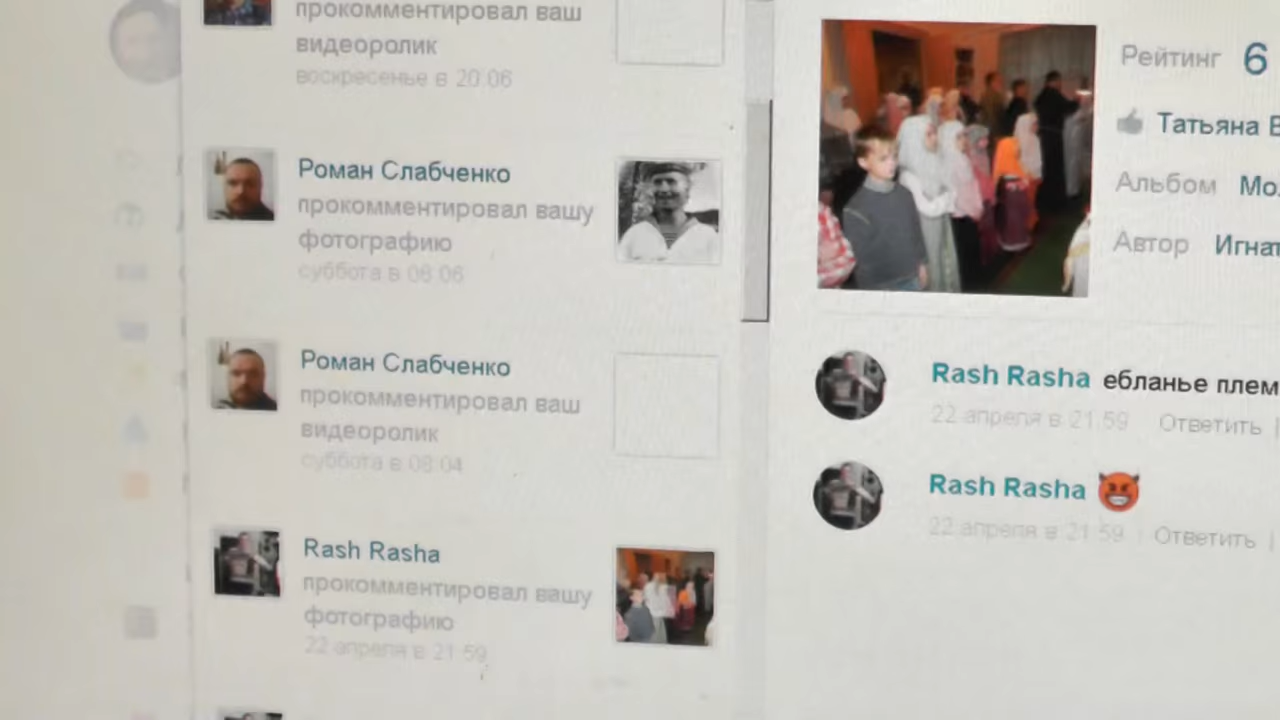 прокомментировал ваш
видеоролик
воскресенье в 20:06
Роман Слабченко
прокомментировал вашу
фотографию
суббота в 08:06
Роман Слабченко
прокомментировал ваш
видеоролик
суббота в 08:04
Rash Rasha
прокомментировал вашу
фотографию
22 апреля в 21:59
Рейтинг 6
Татьяна В
Альбом Мо
Автор Игнат
Rash Rasha ебланье плем
22 апреля в 21:59 Ответить |
Rash Rasha 👿
22 апреля в 21:59 Ответить |